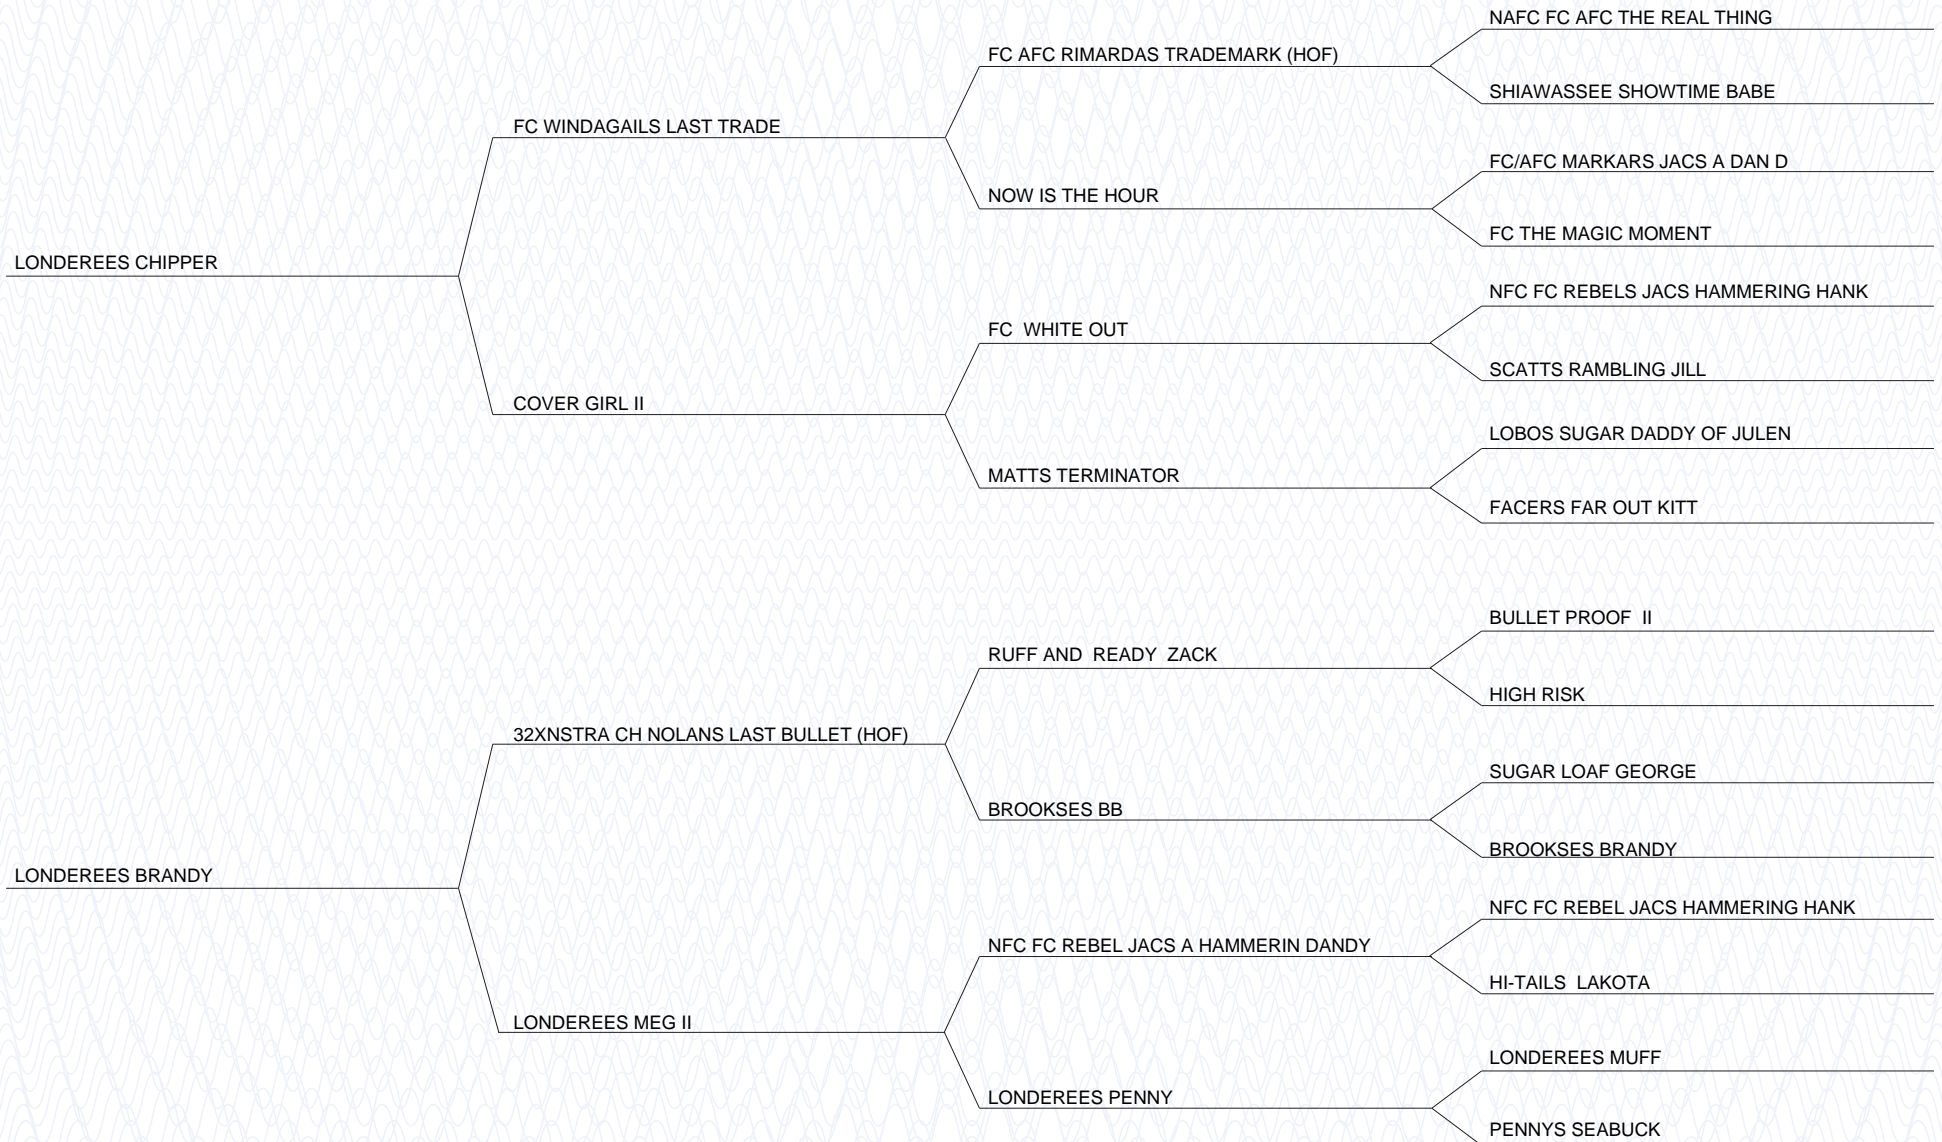 NAFC FC AFC THE REAL THING
FC AFC RIMARDAS TRADEMARK (HOF)
SHIAWASSEE SHOWTIME BABE
FC WINDAGAILS LAST TRADE
FC/AFC MARKARS JACS A DAN D
NOW IS THE HOUR
FC THE MAGIC MOMENT
LONDEREES CHIPPER
NFC FC REBELS JACS HAMMERING HANK
FC  WHITE OUT
SCATTS RAMBLING JILL
COVER GIRL II
LOBOS SUGAR DADDY OF JULEN
MATTS TERMINATOR
FACERS FAR OUT KITT
BULLET PROOF  II
RUFF AND  READY  ZACK
HIGH RISK
32XNSTRA CH NOLANS LAST BULLET (HOF)
SUGAR LOAF GEORGE
BROOKSES BB
BROOKSES BRANDY
LONDEREES BRANDY
NFC FC REBEL JACS HAMMERING HANK
NFC FC REBEL JACS A HAMMERIN DANDY
HI-TAILS  LAKOTA
LONDEREES MEG II
LONDEREES MUFF
LONDEREES PENNY
PENNYS SEABUCK